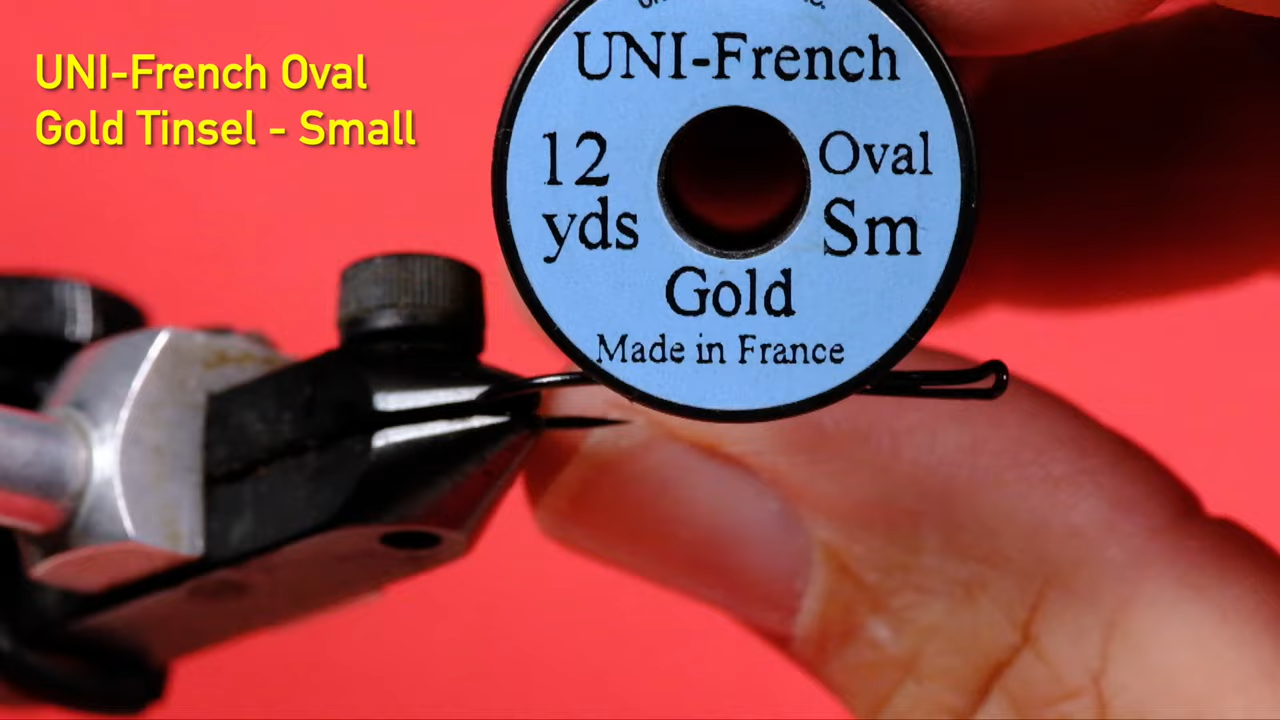 UNI-French Oval
Gold Tinsel - Small
UNI-French
12 yds
Oval Sm
Gold
Made in France